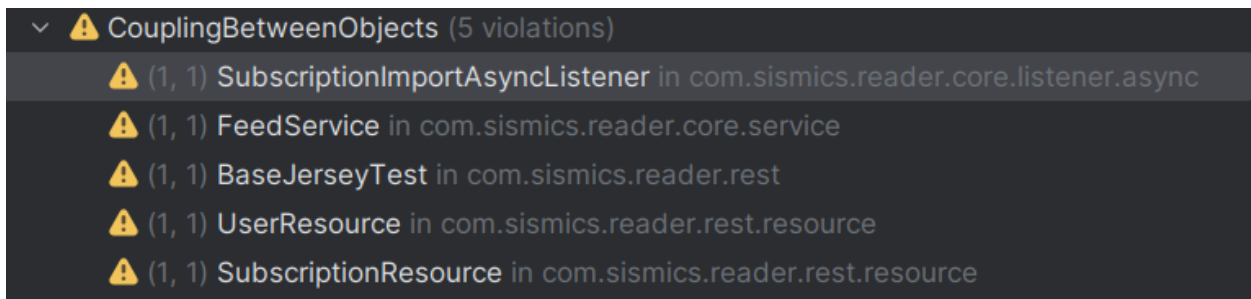 CouplingBetweenObjects (5 violations)
(1, 1) SubscriptionImportAsyncListener in com.sismics.reader.core.listener.async
(1, 1) FeedService in com.sismics.reader.core.service
(1, 1) BaseJerseyTest in com.sismics.reader.rest
(1, 1) UserResource in com.sismics.reader.rest.resource
(1, 1) SubscriptionResource in com.sismics.reader.rest.resource